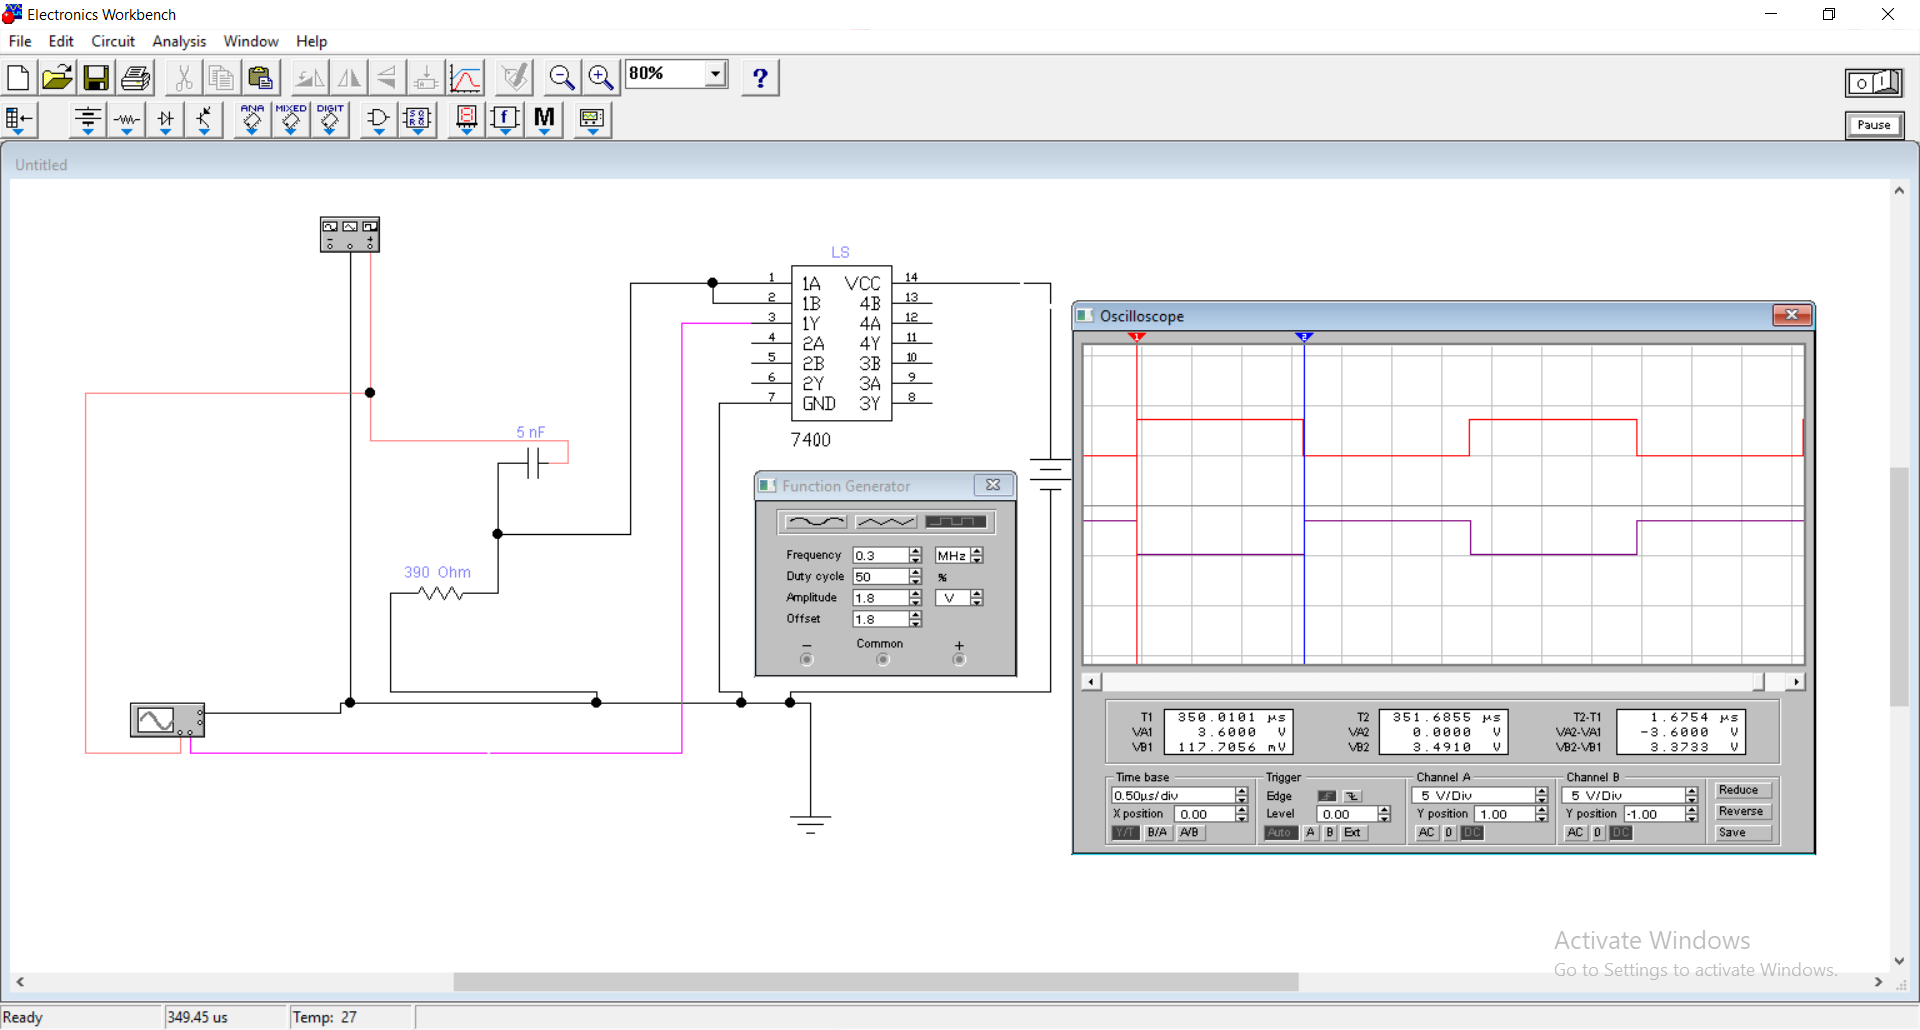 Electronics Workbench
File Edit Circuit Analysis Window Help
80%
?
ANA MIXED DIGIT
f M
Pause
Untitled
LS
1 1A VCC 14
2 1B 4B 13
3 1Y 4A 12
4 2A 4Y 11
5 2B 3B 10
6 2Y 3A 9
7 GND 3Y 8
7400
5 nF
390 Ohm
Function Generator
Frequency 0.3 MHz
Duty cycle 50 %
Amplitude 1.8 V
Offset 1.8
− Common +
Oscilloscope
1 2
T1 350.0101 µs T2 351.6855 µs T2-T1 1.6754 µs
VA1 3.6000 V VA2 0.0000 V VA2-VA1 -3.6000 V
VB1 117.7056 mV VB2 3.4910 V VB2-VB1 3.3733 V
Time base Trigger Channel A Channel B
0.50µs/div Edge 5 V/Div 5 V/Div Reduce
X position 0.00 Level 0.00 Y position 1.00 Y position -1.00 Reverse
Y/T B/A A/B Auto A B Ext AC 0 DC AC 0 DC Save
Activate Windows
Go to Settings to activate Windows.
Ready 349.45 us Temp: 27